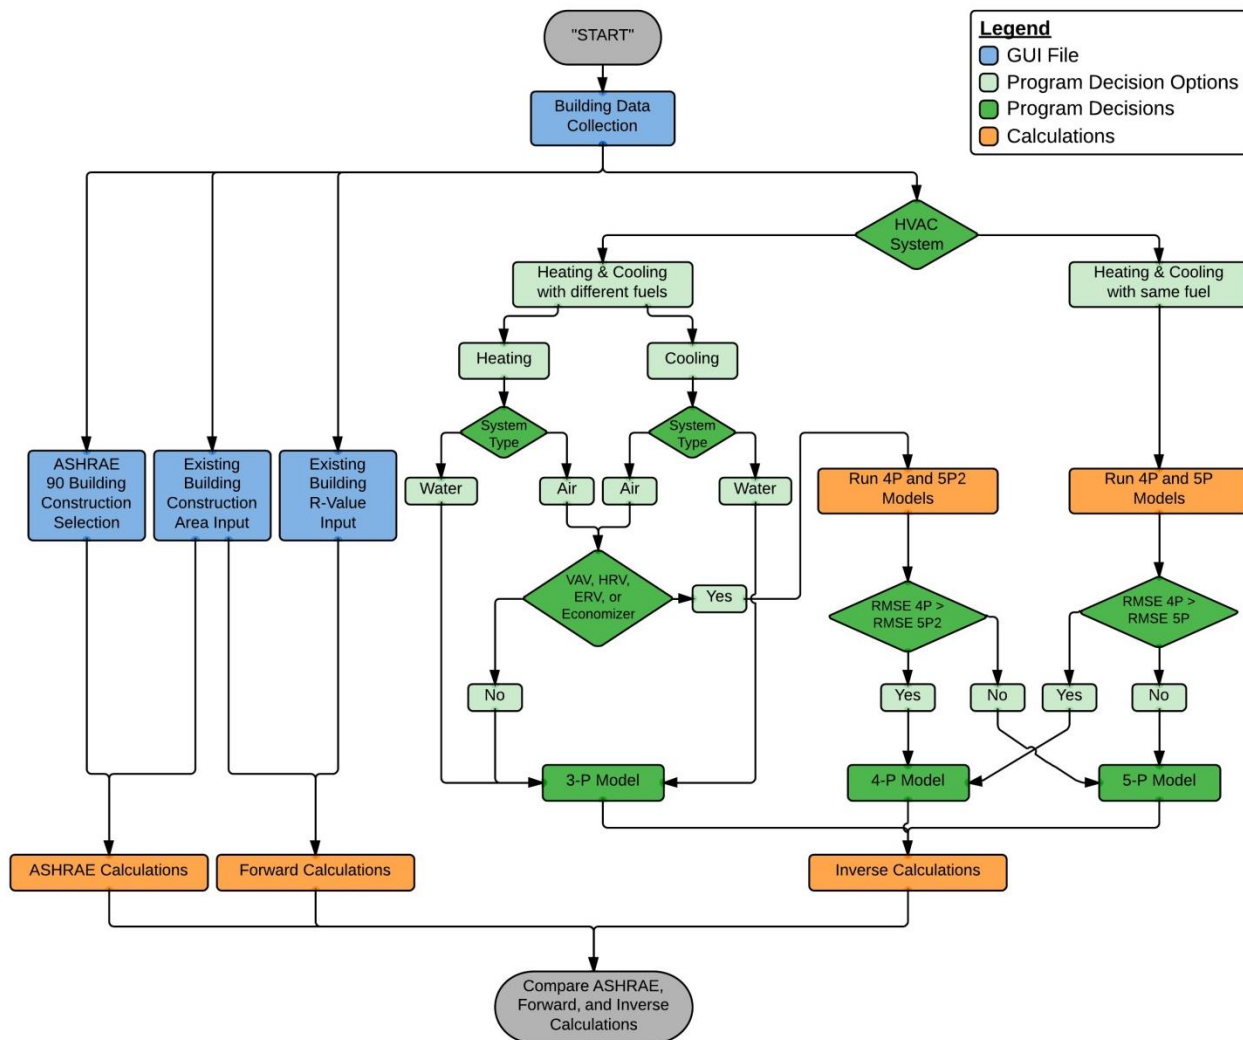 "START"
Legend
GUI File
Program Decision Options
Program Decisions
Calculations
Building Data
Collection
HVAC
System
Heating & Cooling
with different fuels
Heating & Cooling
with same fuel
Heating
Cooling
System
Type
System
Type
ASHRAE
90 Building
Construction
Selection
Existing
Building
Construction
Area Input
Existing
Building
R-Value
Input
Water
Air
Air
Water
Run 4P and 5P2
Models
Run 4P and 5P
Models
VAV, HRV,
ERV, or
Economizer
Yes
RMSE 4P >
RMSE 5P2
RMSE 4P >
RMSE 5P
No
Yes
No
Yes
No
3-P Model
4-P Model
5-P Model
ASHRAE Calculations
Forward Calculations
Inverse Calculations
Compare ASHRAE,
Forward, and Inverse
Calculations